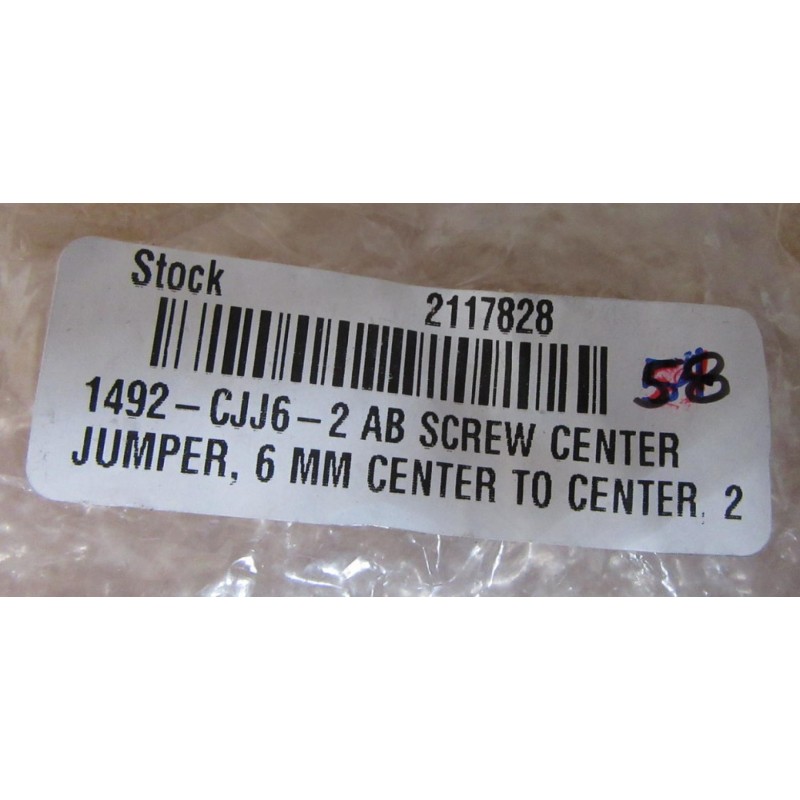 Stock
2117828
58
1492-CJJ6-2 AB SCREW CENTER
JUMPER, 6 MM CENTER TO CENTER, 2